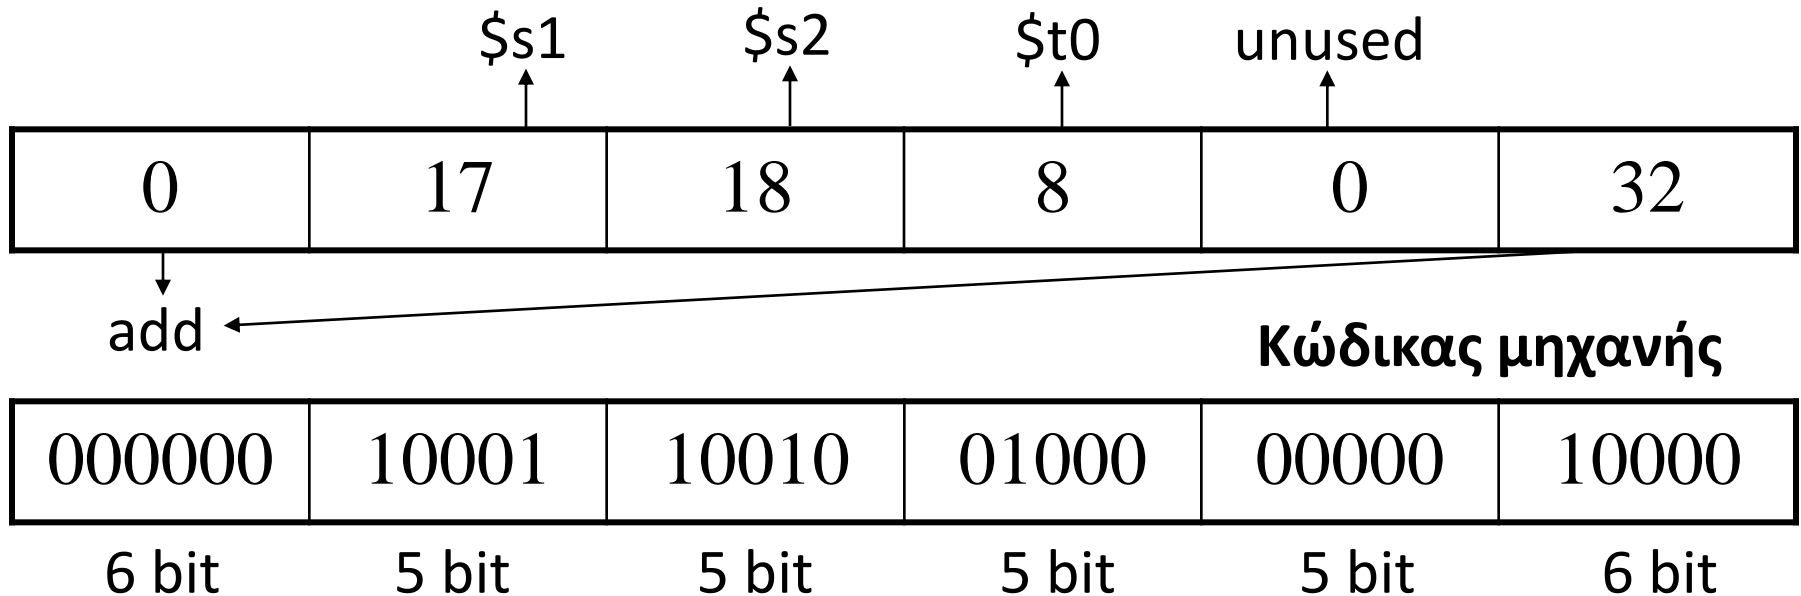 $s1 $s2 $t0 unused
0 17 18 8 0 32
add
Κώδικας μηχανής
000000 10001 10010 01000 00000 10000
6 bit 5 bit 5 bit 5 bit 5 bit 6 bit